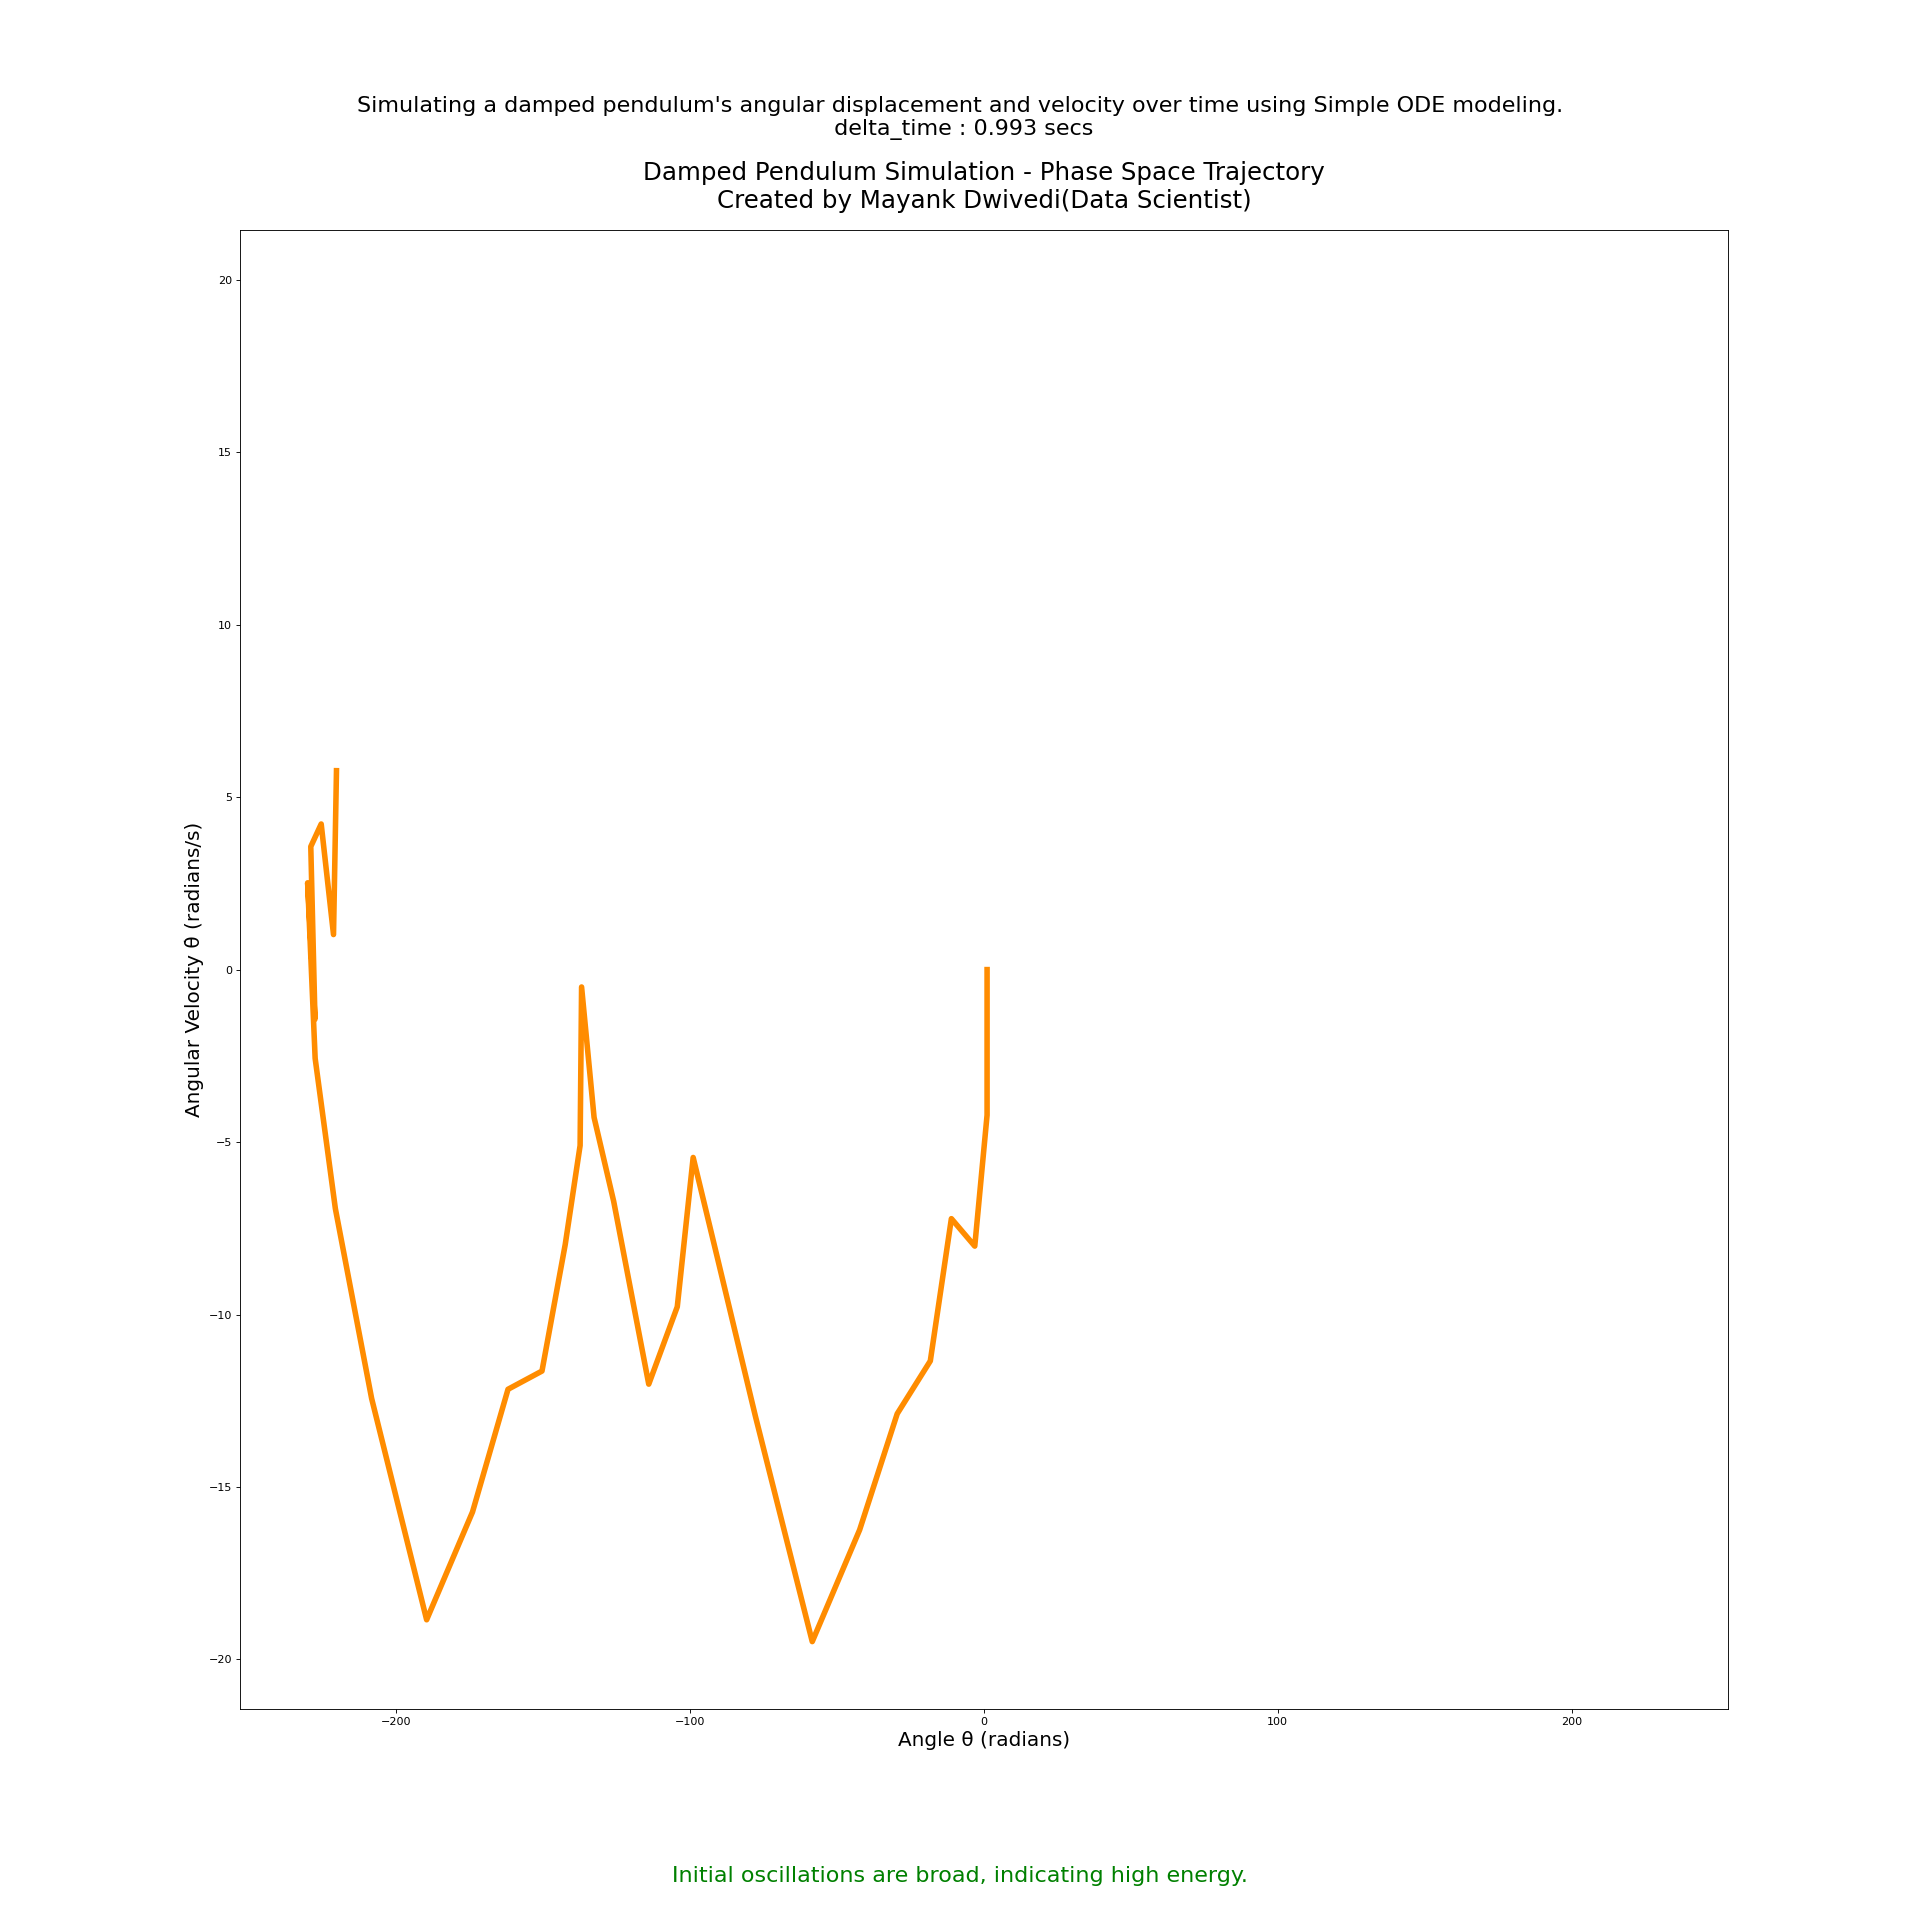 Simulating a damped pendulum's angular displacement and velocity over time using Simple ODE modeling.
delta_time : 0.993 secs
Damped Pendulum Simulation - Phase Space Trajectory
Created by Mayank Dwivedi(Data Scientist)
20
15
10
5
0
−5
−10
−15
−20
Angular Velocity θ (radians/s)
−200
−100
0
100
200
Angle θ (radians)
Initial oscillations are broad, indicating high energy.